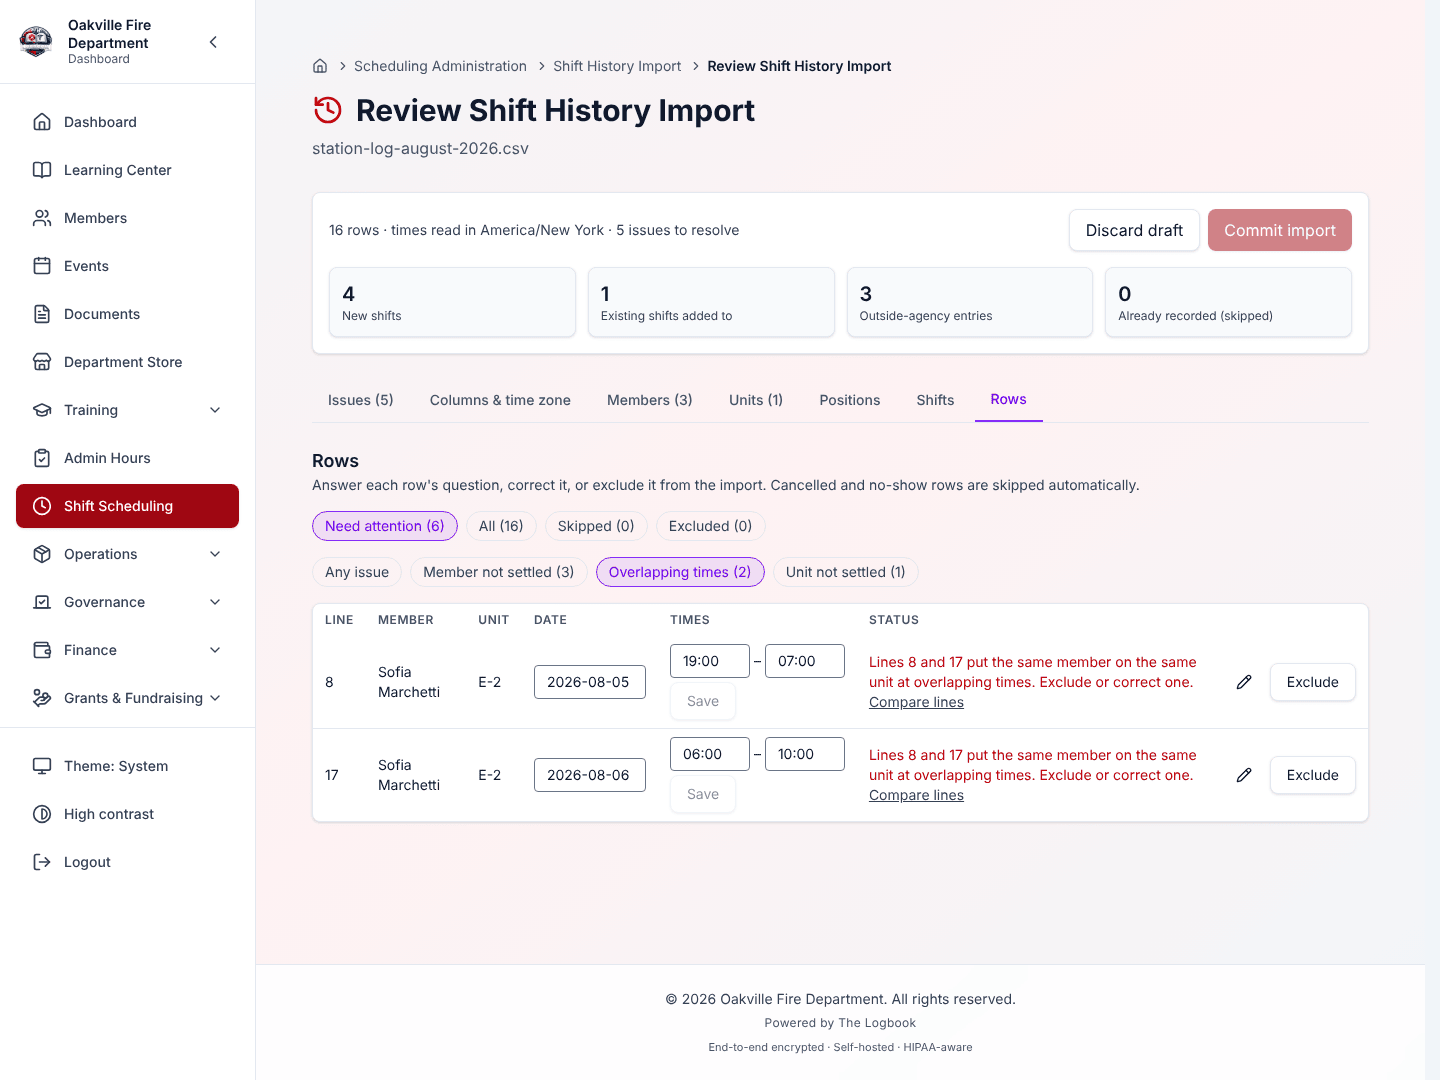 Oakville Fire
Department
Dashboard
Dashboard
Learning Center
Members
Events
Documents
Department Store
Training
Admin Hours
Shift Scheduling
Operations
Governance
Finance
Grants & Fundraising
Theme: System
High contrast
Logout
Scheduling Administration
Shift History Import
Review Shift History Import
Review Shift History Import
station-log-august-2026.csv
16 rows · times read in America/New York · 5 issues to resolve
Discard draft
Commit import
4
New shifts
1
Existing shifts added to
3
Outside-agency entries
0
Already recorded (skipped)
Issues (5)
Columns & time zone
Members (3)
Units (1)
Positions
Shifts
Rows
Rows
Answer each row's question, correct it, or exclude it from the import. Cancelled and no-show rows are skipped automatically.
Need attention (6)
All (16)
Skipped (0)
Excluded (0)
Any issue
Member not settled (3)
Overlapping times (2)
Unit not settled (1)
LINE MEMBER UNIT DATE TIMES STATUS
8
Sofia
Marchetti
E-2
2026-08-05
19:00 – 07:00
Save
Lines 8 and 17 put the same member on the same
unit at overlapping times. Exclude or correct one.
Compare lines
Exclude
17
Sofia
Marchetti
E-2
2026-08-06
06:00 – 10:00
Save
Lines 8 and 17 put the same member on the same
unit at overlapping times. Exclude or correct one.
Compare lines
Exclude
© 2026 Oakville Fire Department. All rights reserved.
Powered by The Logbook
End-to-end encrypted · Self-hosted · HIPAA-aware